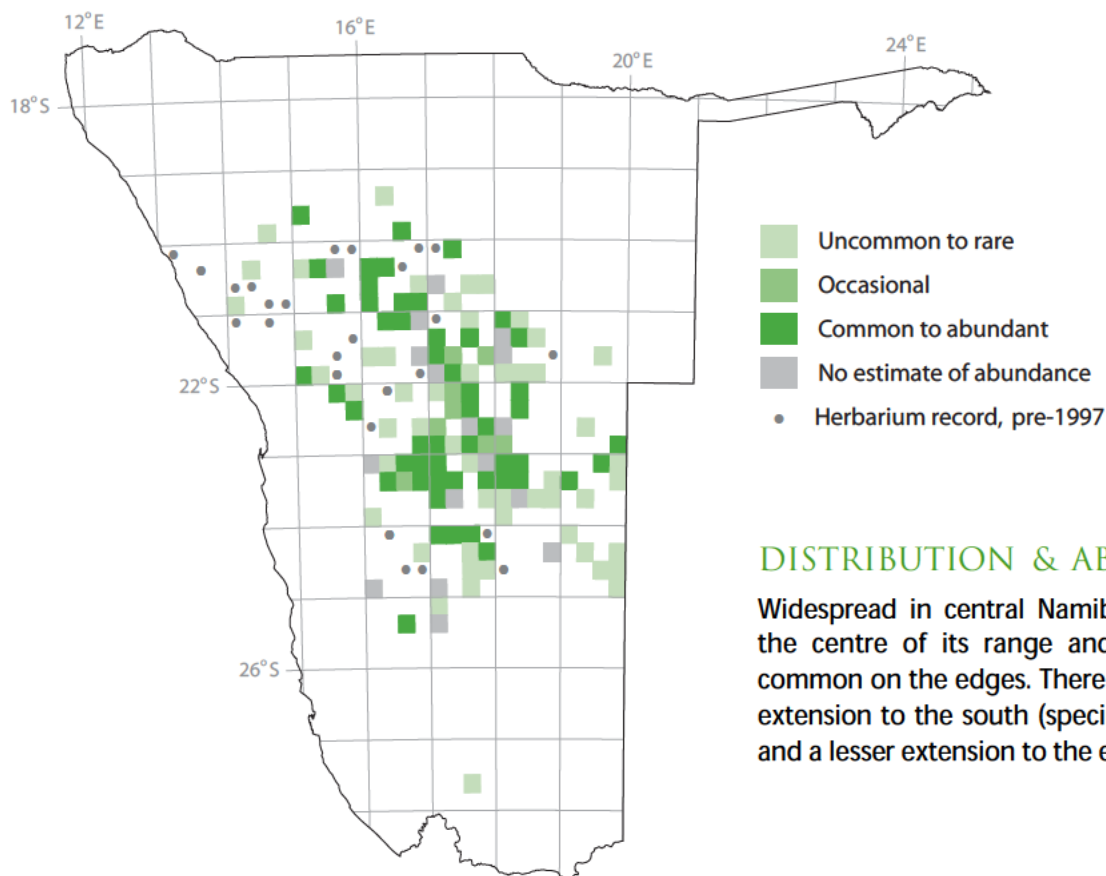 12°E
16°E
20°E
24°E
18°S
22°S
26°S
Uncommon to rare
Occasional
Common to abundant
No estimate of abundance
Herbarium record, pre-1997
DISTRIBUTION & AB
Widespread in central Namib
the centre of its range and
common on the edges. There
extension to the south (speci
and a lesser extension to the e